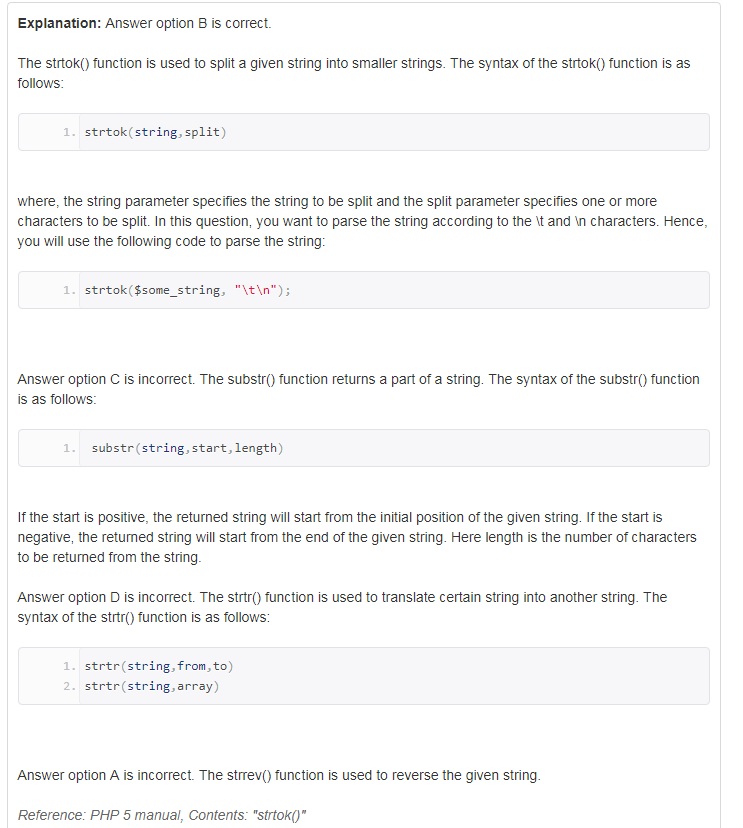 Explanation: Answer option B is correct.
The strtok() function is used to split a given string into smaller strings. The syntax of the strtok() function is as
follows:
1. strtok(string,split)
where, the string parameter specifies the string to be split and the split parameter specifies one or more
characters to be split. In this question, you want to parse the string according to the \t and \n characters. Hence,
you will use the following code to parse the string:
1. strtok($some_string, "\t\n");
Answer option C is incorrect. The substr() function returns a part of a string. The syntax of the substr() function
is as follows:
1. substr(string,start,length)
If the start is positive, the returned string will start from the initial position of the given string. If the start is
negative, the returned string will start from the end of the given string. Here length is the number of characters
to be returned from the string.
Answer option D is incorrect. The strtr() function is used to translate certain string into another string. The
syntax of the strtr() function is as follows:
1. strtr(string,from,to)
2. strtr(string,array)
Answer option A is incorrect. The strrev() function is used to reverse the given string.
Reference: PHP 5 manual, Contents: "strtok()"